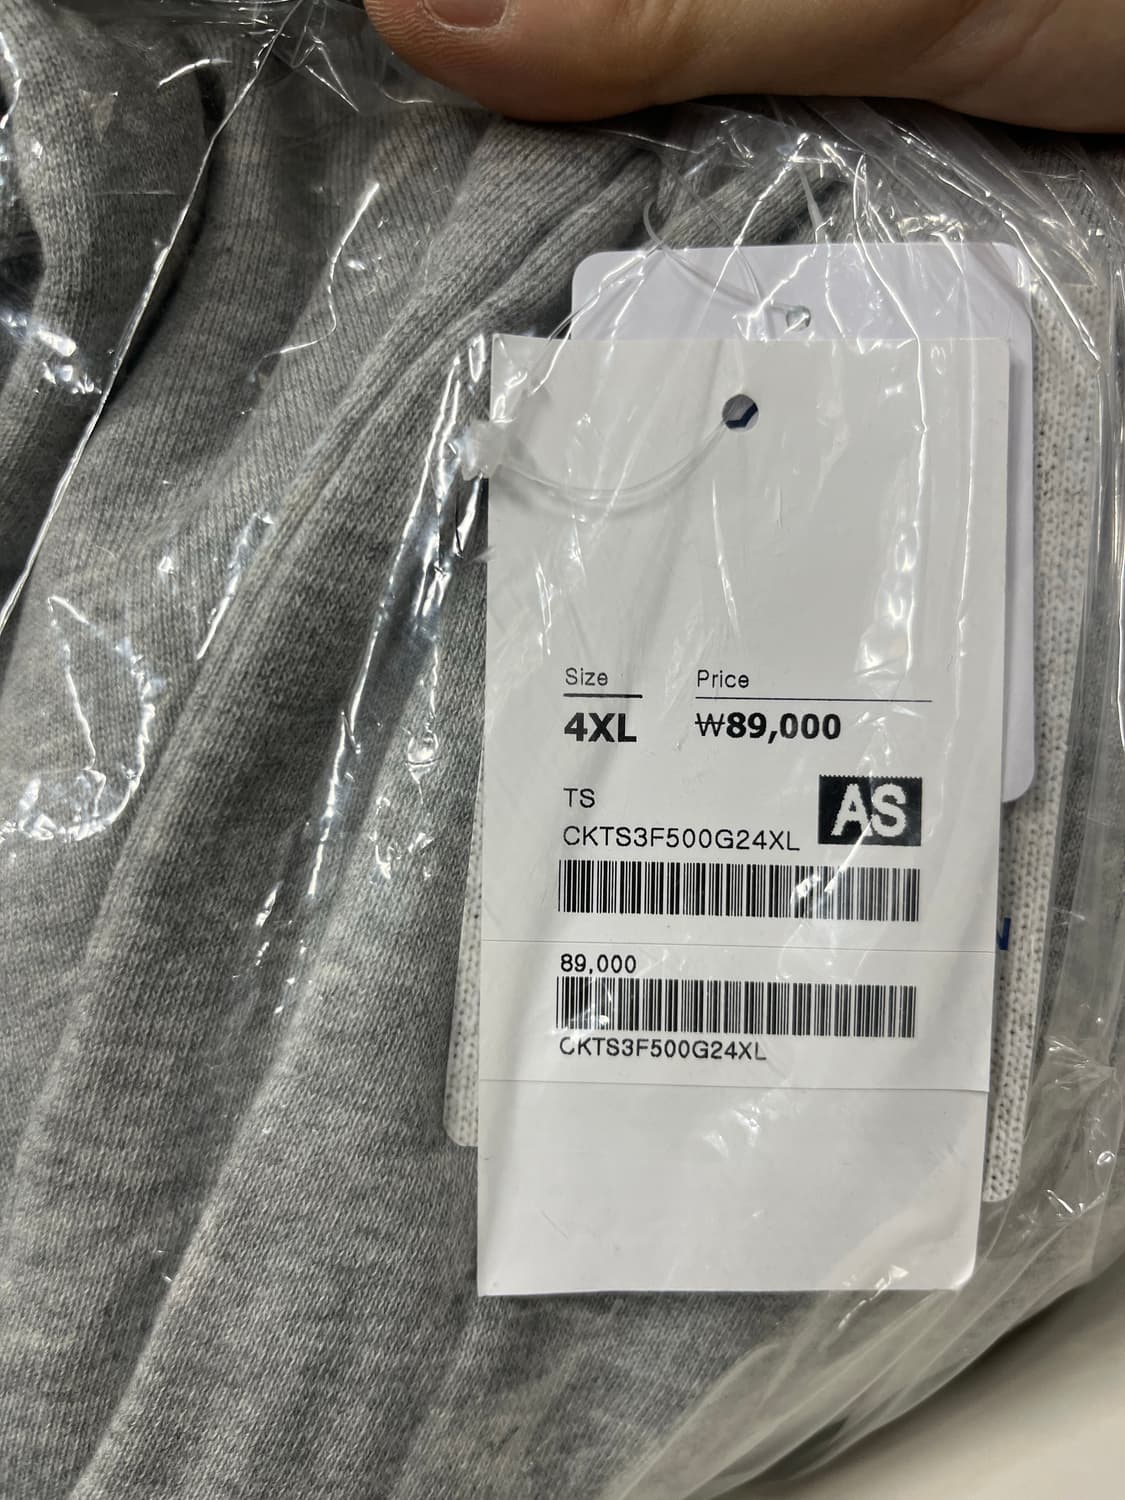 Size Price
4XL ₩89,000
TS
AS
CKTS3F500G24XL
89,000
CKTS3F500G24XL
N